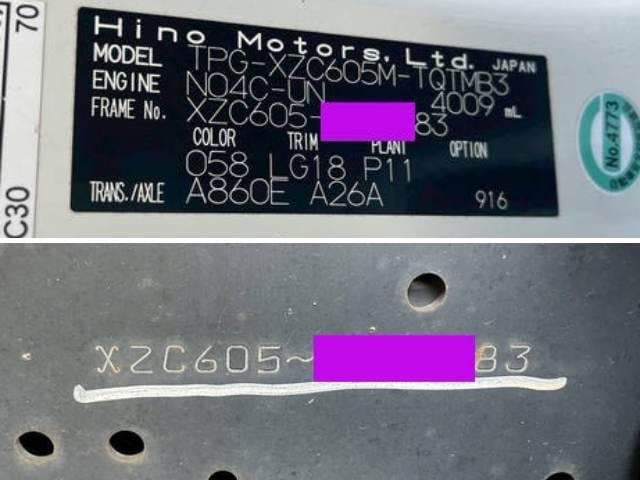 70
C30
Hino Motors, Ltd. JAPAN
MODEL TPG-XZC605M-TQTMB3
ENGINE N04C-UN 4009 mL
FRAME No. XZC605- 83
COLOR TRIM PLANT OPTION
058 LG18 P11
TRANS./AXLE A860E A26A 916
No.4773
XZC605~ 83